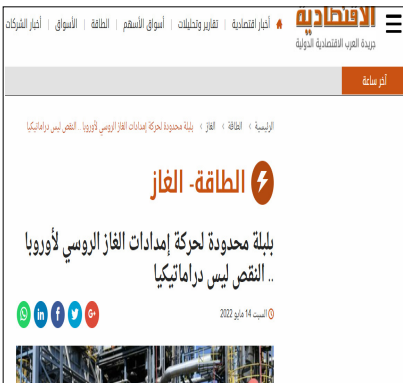 الاقتصادية
جريدة العرب الاقتصادية الدولية
أخبار اقتصادية | تقارير وتحليلات | أسواق الأسهم | الطاقة | الأسواق | أخبار الشركات
آخر ساعة
الرئيسية > الطاقة > الغاز > بلبلة محدودة لحركة إمدادات الغاز الروسي لأوروبا .. النقص ليس دراماتيكيا
الطاقة- الغاز
بلبلة محدودة لحركة إمدادات الغاز الروسي لأوروبا
.. النقص ليس دراماتيكيا
السبت 14 مايو 2022